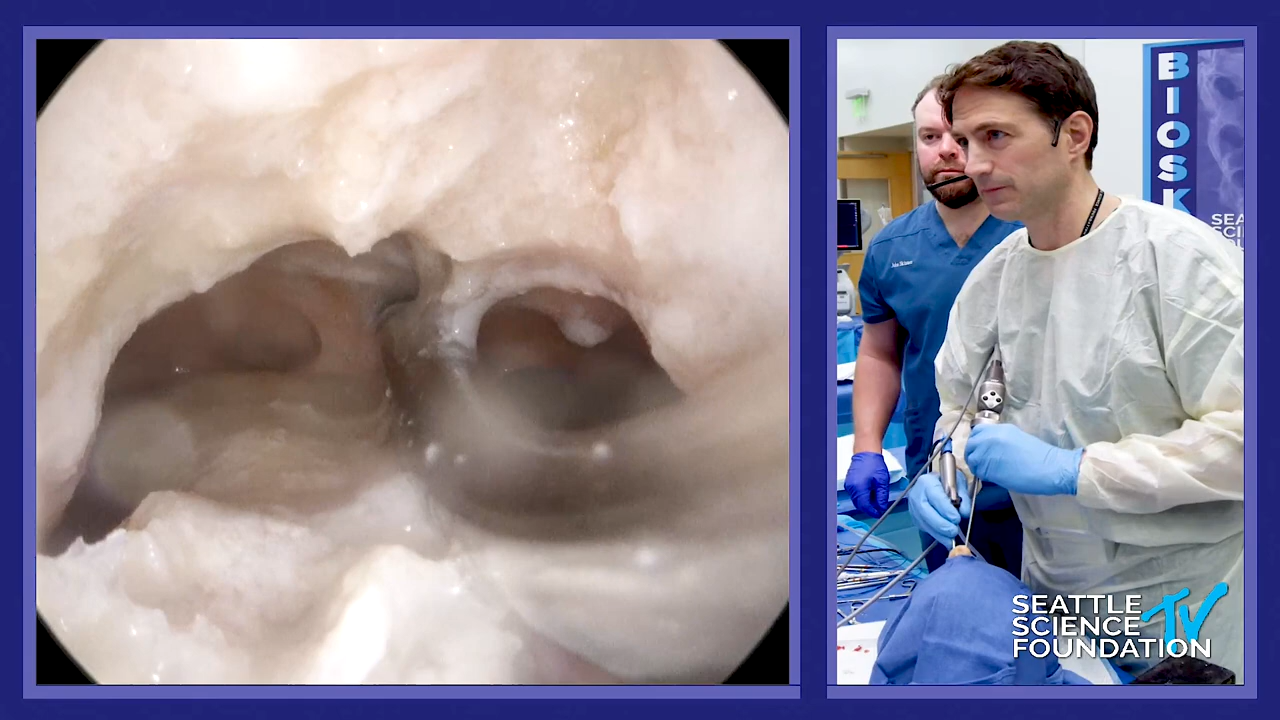 BIOSK
SEA
SCI
SEATTLE
SCIENCE TV
FOUNDATION